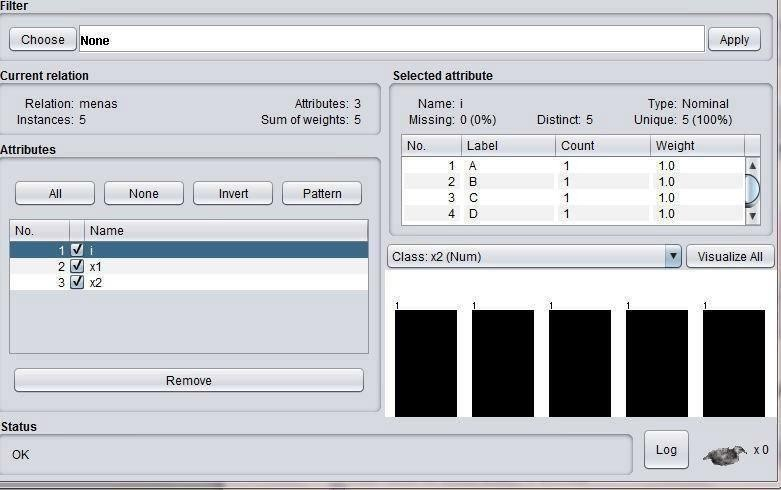 Filter
Choose None Apply
Current relation
Relation: menas Attributes: 3
Instances: 5 Sum of weights: 5
Selected attribute
Name: i Type: Nominal
Missing: 0 (0%) Distinct: 5 Unique: 5 (100%)
No. Label Count Weight
1 A 1 1.0
2 B 1 1.0
3 C 1 1.0
4 D 1 1.0
Attributes
All None Invert Pattern
No. Name
1 i
2 x1
3 x2
Remove
Class: x2 (Num) Visualize All
1 1 1 1 1
Status
OK Log x 0